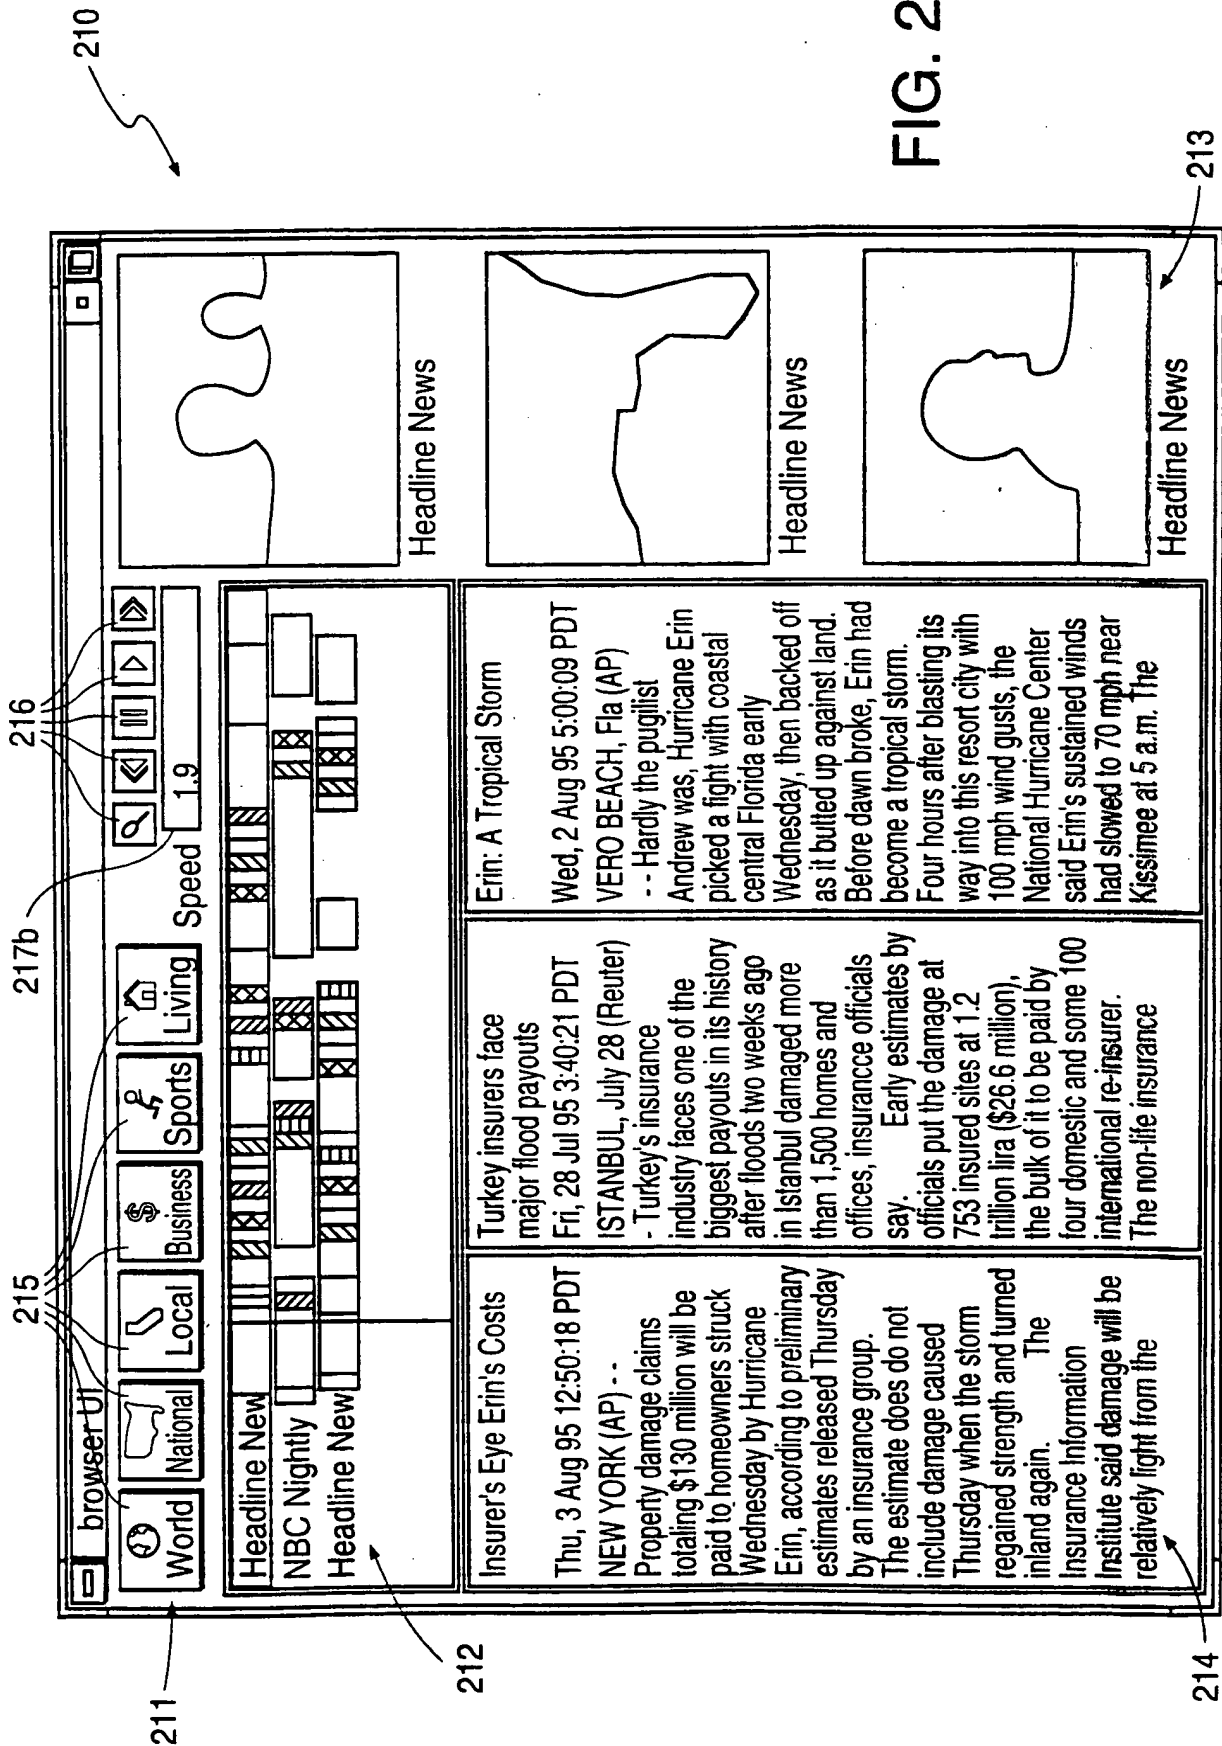 210
215
216
217b
211
browser UI
World
National
Local
Business
Sports
Living
Speed
1.9
Headline New
NBC Nightly
Headline New
212
Headline News
Headline News
Headline News
213
Insurer's Eye Erin's Costs
Thu, 3 Aug 95 12:50:18 PDT
NEW YORK (AP) - -
Property damage claims
totaling $130 million will be
paid to homeowners struck
Wednesday by Hurricane
Erin, according to preliminary
estimates released Thursday
by an insurance group.
The estimate does do not
include damage caused
Thursday when the storm
regained strength and turned
inland again. The
Insurance Information
Institute said damage will be
relatively light from the
Turkey insurers face
major flood payouts
Fri, 28 Jul 95 3:40:21 PDT
ISTANBUL, July 28 (Reuter)
- Turkey's insurance
industry faces one of the
biggest payouts in its history
after floods two weeks ago
in Istanbul damaged more
than 1,500 homes and
offices, insurancce officials
say. Early estimates by
officials put the damage at
753 insured sites at 1.2
trillion lira ($26.6 million),
the bulk of it to be paid by
four domestic and some 100
international re-insurer.
The non-life insurance
Erin: A Tropical Storm
Wed, 2 Aug 95 5:00:09 PDT
VERO BEACH, Fla (AP)
- - Hardly the pugilist
Andrew was, Hurricane Erin
picked a fight with coastal
central Florida early
Wednesday, then backed off
as it butted up against land.
Before dawn broke, Erin had
become a tropical storm.
Four hours after blasting its
way into this resort city with
100 mph wind gusts, the
National Hurricane Center
said Erin's sustained winds
had slowed to 70 mph near
Kissimee at 5 a.m. The
214
FIG. 2